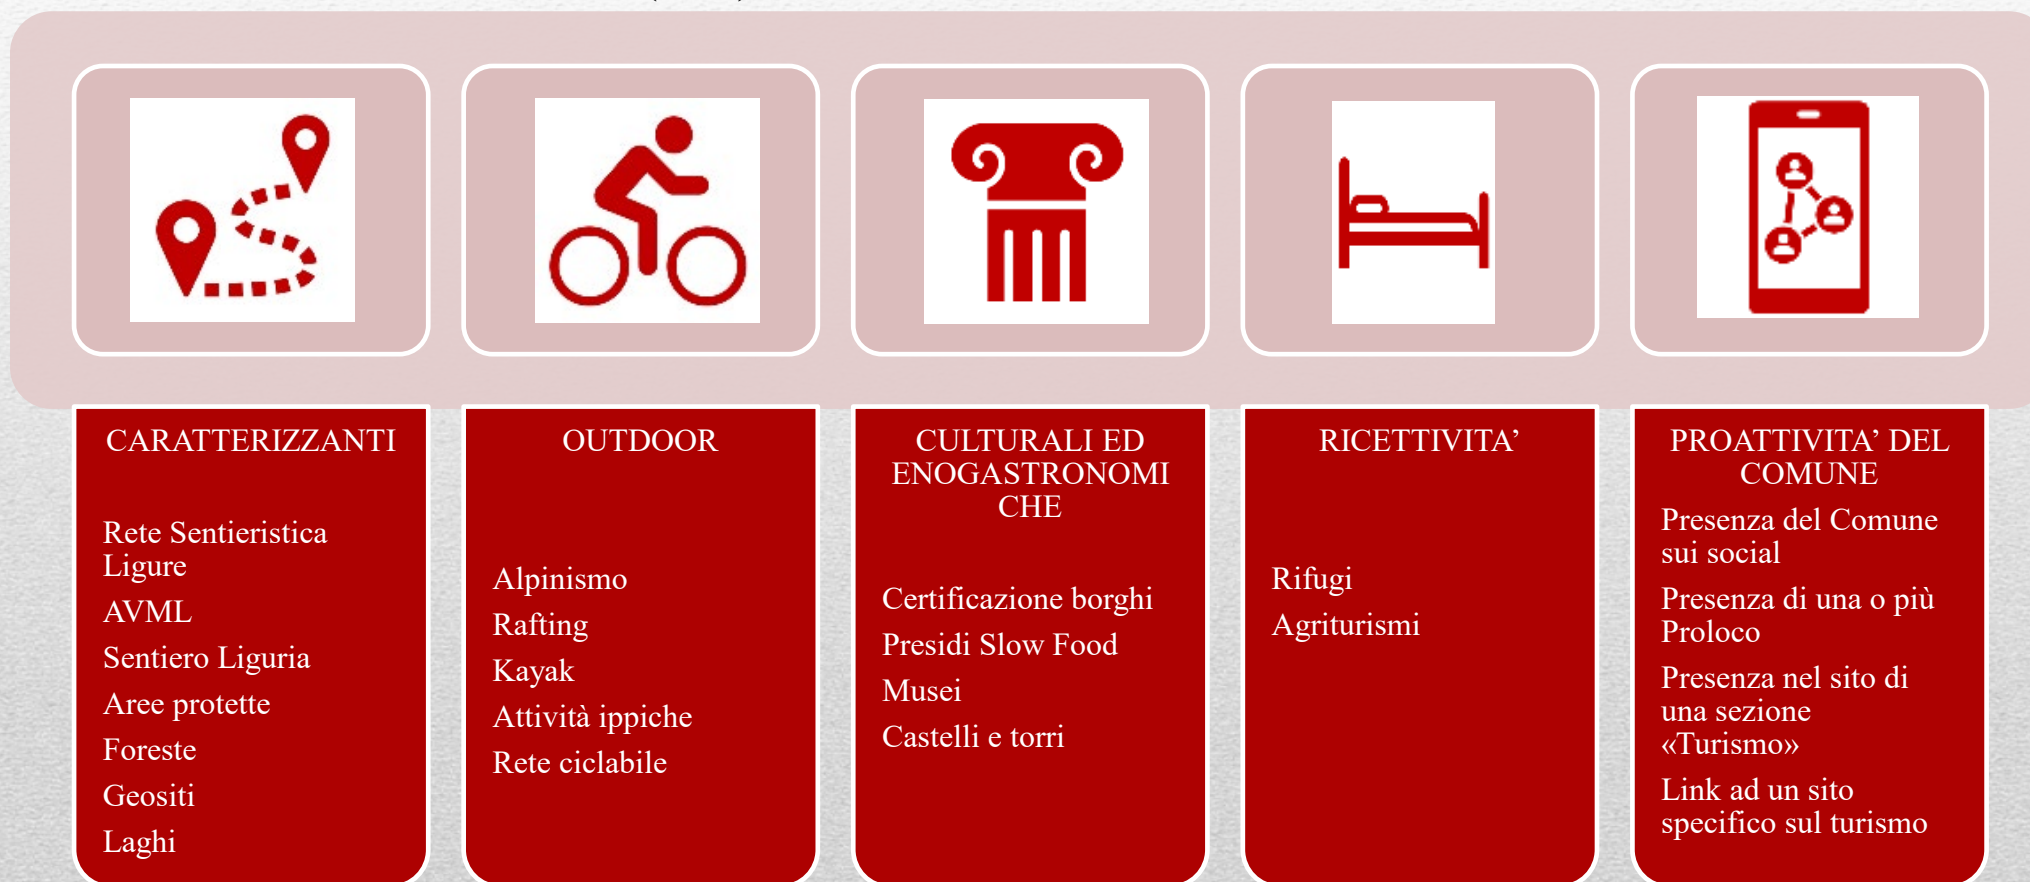 CARATTERIZZANTI
Rete Sentieristica
Ligure
AVML
Sentiero Liguria
Aree protette
Foreste
Geositi
Laghi
OUTDOOR
Alpinismo
Rafting
Kayak
Attività ippiche
Rete ciclabile
CULTURALI ED
ENOGASTRONOMI
CHE
Certificazione borghi
Presidi Slow Food
Musei
Castelli e torri
RICETTIVITA’
Rifugi
Agriturismi
PROATTIVITA’ DEL
COMUNE
Presenza del Comune
sui social
Presenza di una o più
Proloco
Presenza nel sito di
una sezione
«Turismo»
Link ad un sito
specifico sul turismo